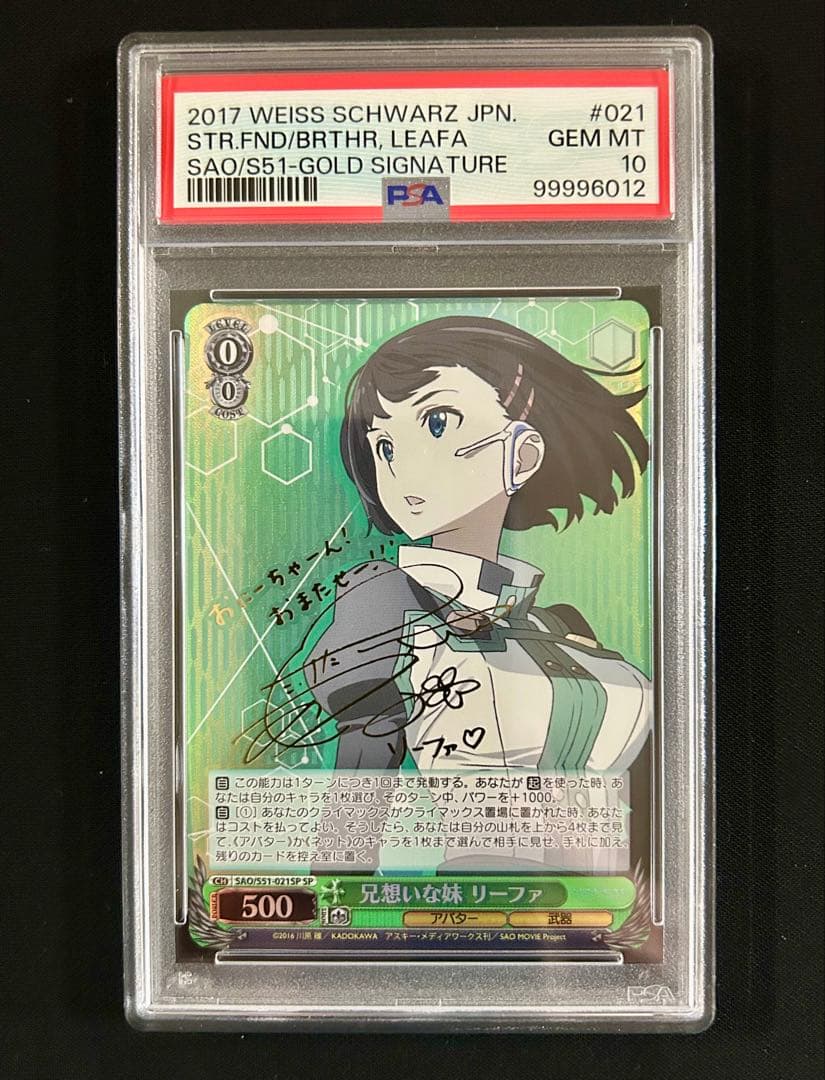 2017 WEISS SCHWARZ JPN. #021
STR.FND/BRTHR, LEAFA GEM MT
SAO/S51-GOLD SIGNATURE 10
PSA 99996012
LEVEL
0
0
COST
おにーちゃーん!
おまたせー!!!
リーファ♡
自 この能力は1ターンにつき1回まで発動する。あなたが 起 を使った時、あ
なたは自分のキャラを1枚選び、そのターン中、パワーを+1000。
自 [①] あなたのクライマックスがクライマックス置場に置かれた時、あなた
はコストを払ってよい。そうしたら、あなたは自分の山札を上から4枚まで見
て、《アバター》か《ネット》のキャラを1枚まで選んで相手に見せ、手札に加え、
残りのカードを控え室に置く。
CH SAO/S51-021SP SP
兄想いな妹 リーファ
POWER
500
アバター 武器
©2016 川原 礫/KADOKAWA アスキー・メディアワークス刊/SAO MOVIE Project
PSA